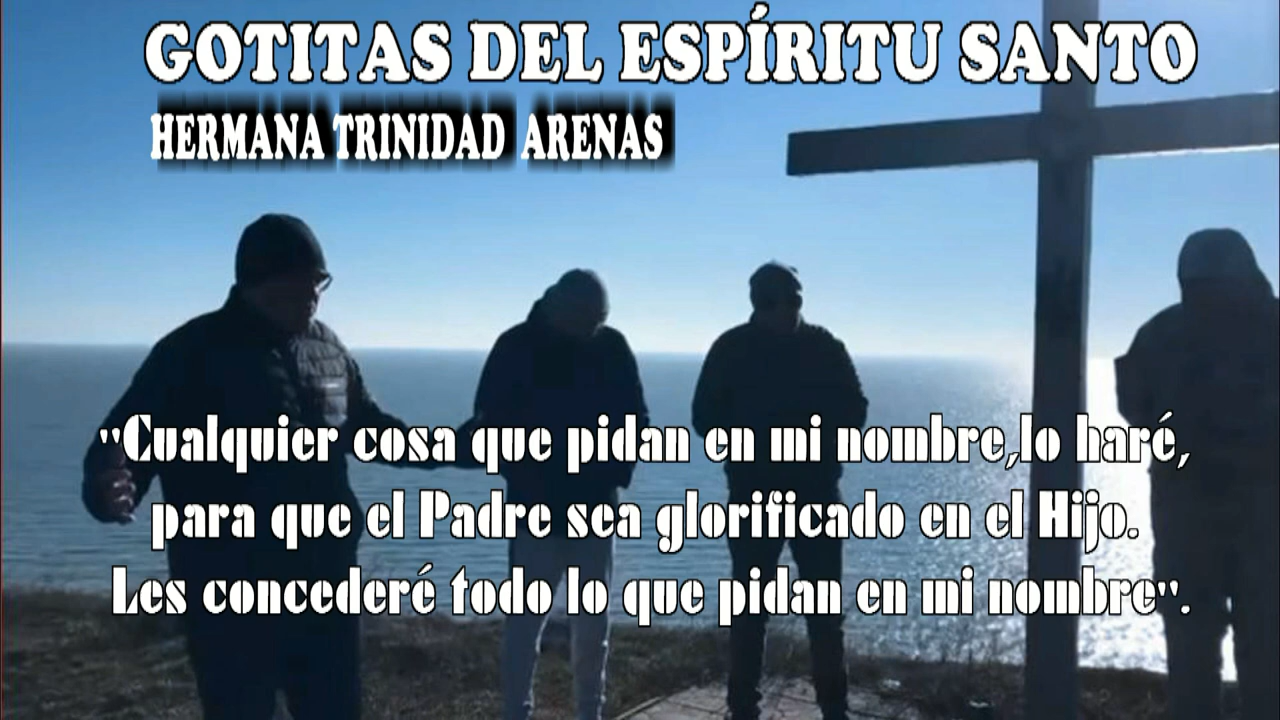 GOTITAS DEL ESPÍRITU SANTO
HERMANA TRINIDAD ARENAS
"Cualquier cosa que pidan en mi nombre,lo haré,
para que el Padre sea glorificado en el Hijo.
Les concederé todo lo que pidan en mi nombre".